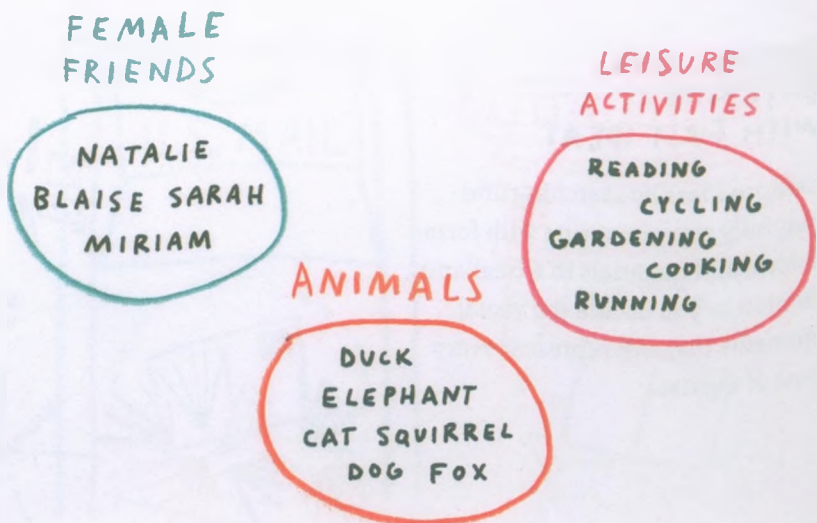 FEMALE
FRIENDS
NATALIE
BLAISE SARAH
MIRIAM
LEISURE
ACTIVITIES
READING
CYCLING
GARDENING
COOKING
RUNNING
ANIMALS
DUCK
ELEPHANT
CAT SQUIRREL
DOG FOX